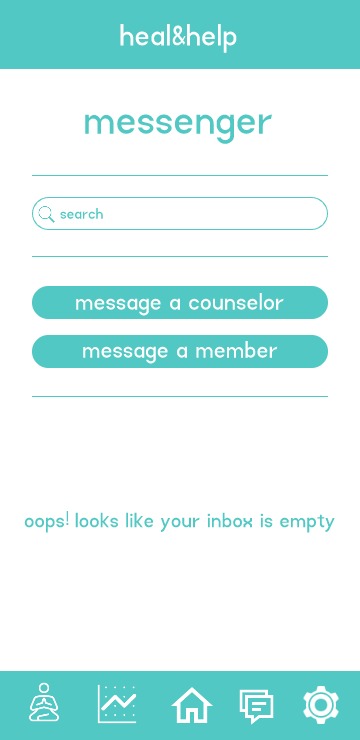 heal&help
messenger
search
message a counselor
message a member
oops! looks like your inbox is empty